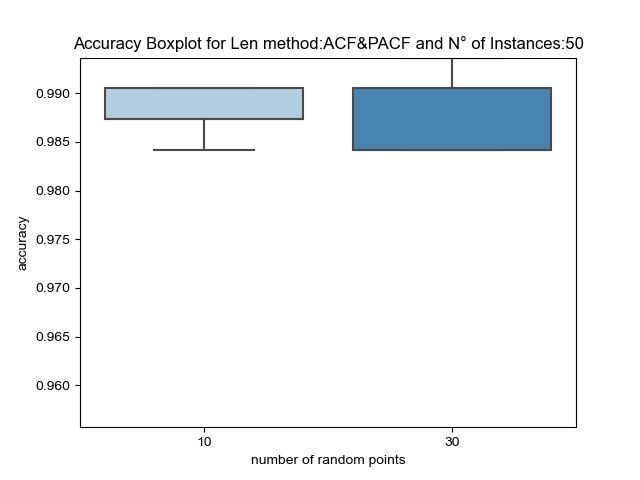 Accuracy Boxplot for Len method:ACF&PACF and N° of Instances:50
0.990
0.985
0.980
0.975
0.970
0.965
0.960
accuracy
10 30
number of random points